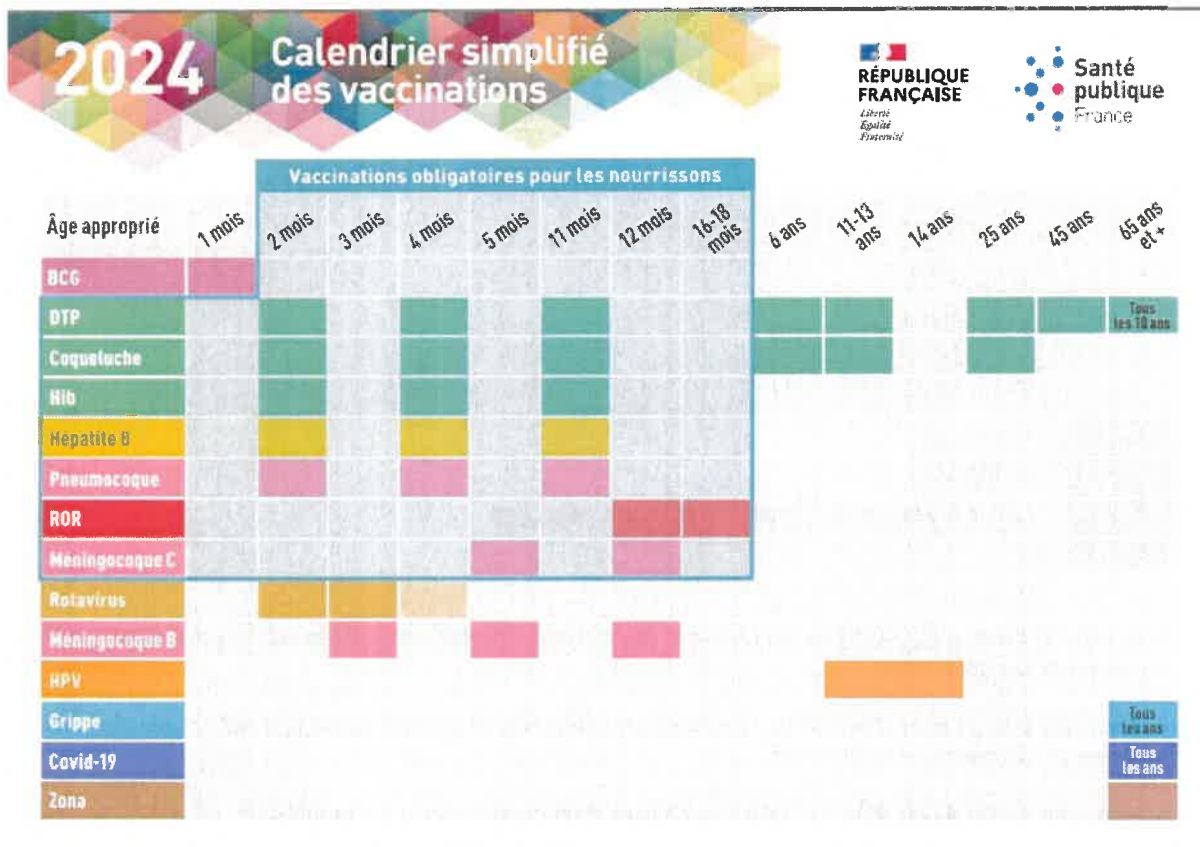 2024
Calendrier simplifié
des vaccinations
RÉPUBLIQUE
FRANÇAISE
Liberté
Égalité
Fraternité
Santé
publique
France
Vaccinations obligatoires pour les nourrissons
Âge approprié
1 mois
2 mois
3 mois
4 mois
5 mois
11 mois
12 mois
16-18
mois
6 ans
11-13
ans
14 ans
25 ans
45 ans
65 ans
et +
BCG
DTP
Tous
les 10 ans
Coqueluche
Hib
Hépatite B
Pneumocoque
ROR
Méningocoque C
Rotavirus
Méningocoque B
HPV
Grippe
Tous
les ans
Covid-19
Tous
les ans
Zona